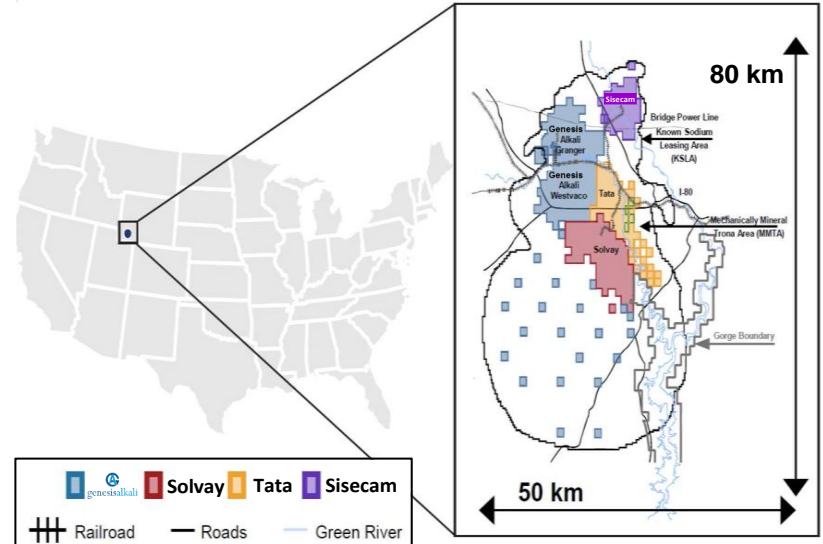 80 km
Sisecam
Bridge Power Line
Known Sodium
Leasing Area
(KSLA)
Genesis
Alkali
Granger
Genesis
Alkali
Westvaco
Tata
I-80
Mechanically Mineral
Trona Area (MMTA)
Solvay
Gorge Boundary
50 km
genesisalkali Solvay Tata Sisecam
Railroad Roads Green River